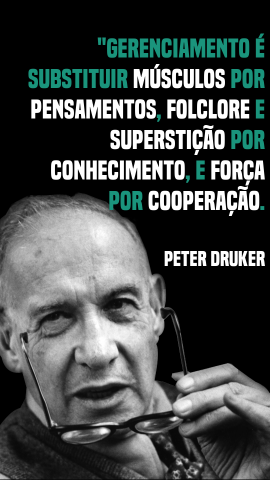 "GERENCIAMENTO É
SUBSTITUIR MÚSCULOS POR
PENSAMENTOS, FOLCLORE E
SUPERSTIÇÃO POR
CONHECIMENTO, E FORÇA
POR COOPERAÇÃO.
PETER DRUKER